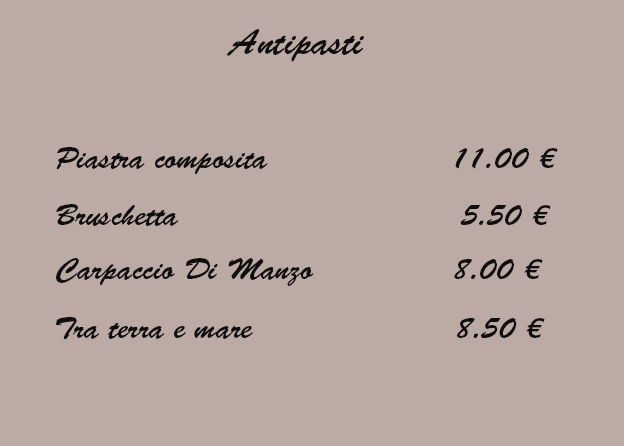 Antipasti
Piastra composita 11.00 €
Bruschetta 5.50 €
Carpaccio Di Manzo 8.00 €
Tra terra e mare 8.50 €